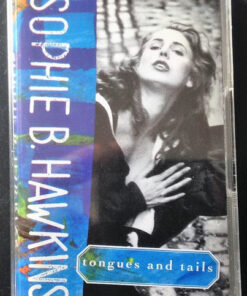 SOPHIE B. HAWKINS
tongues and tails